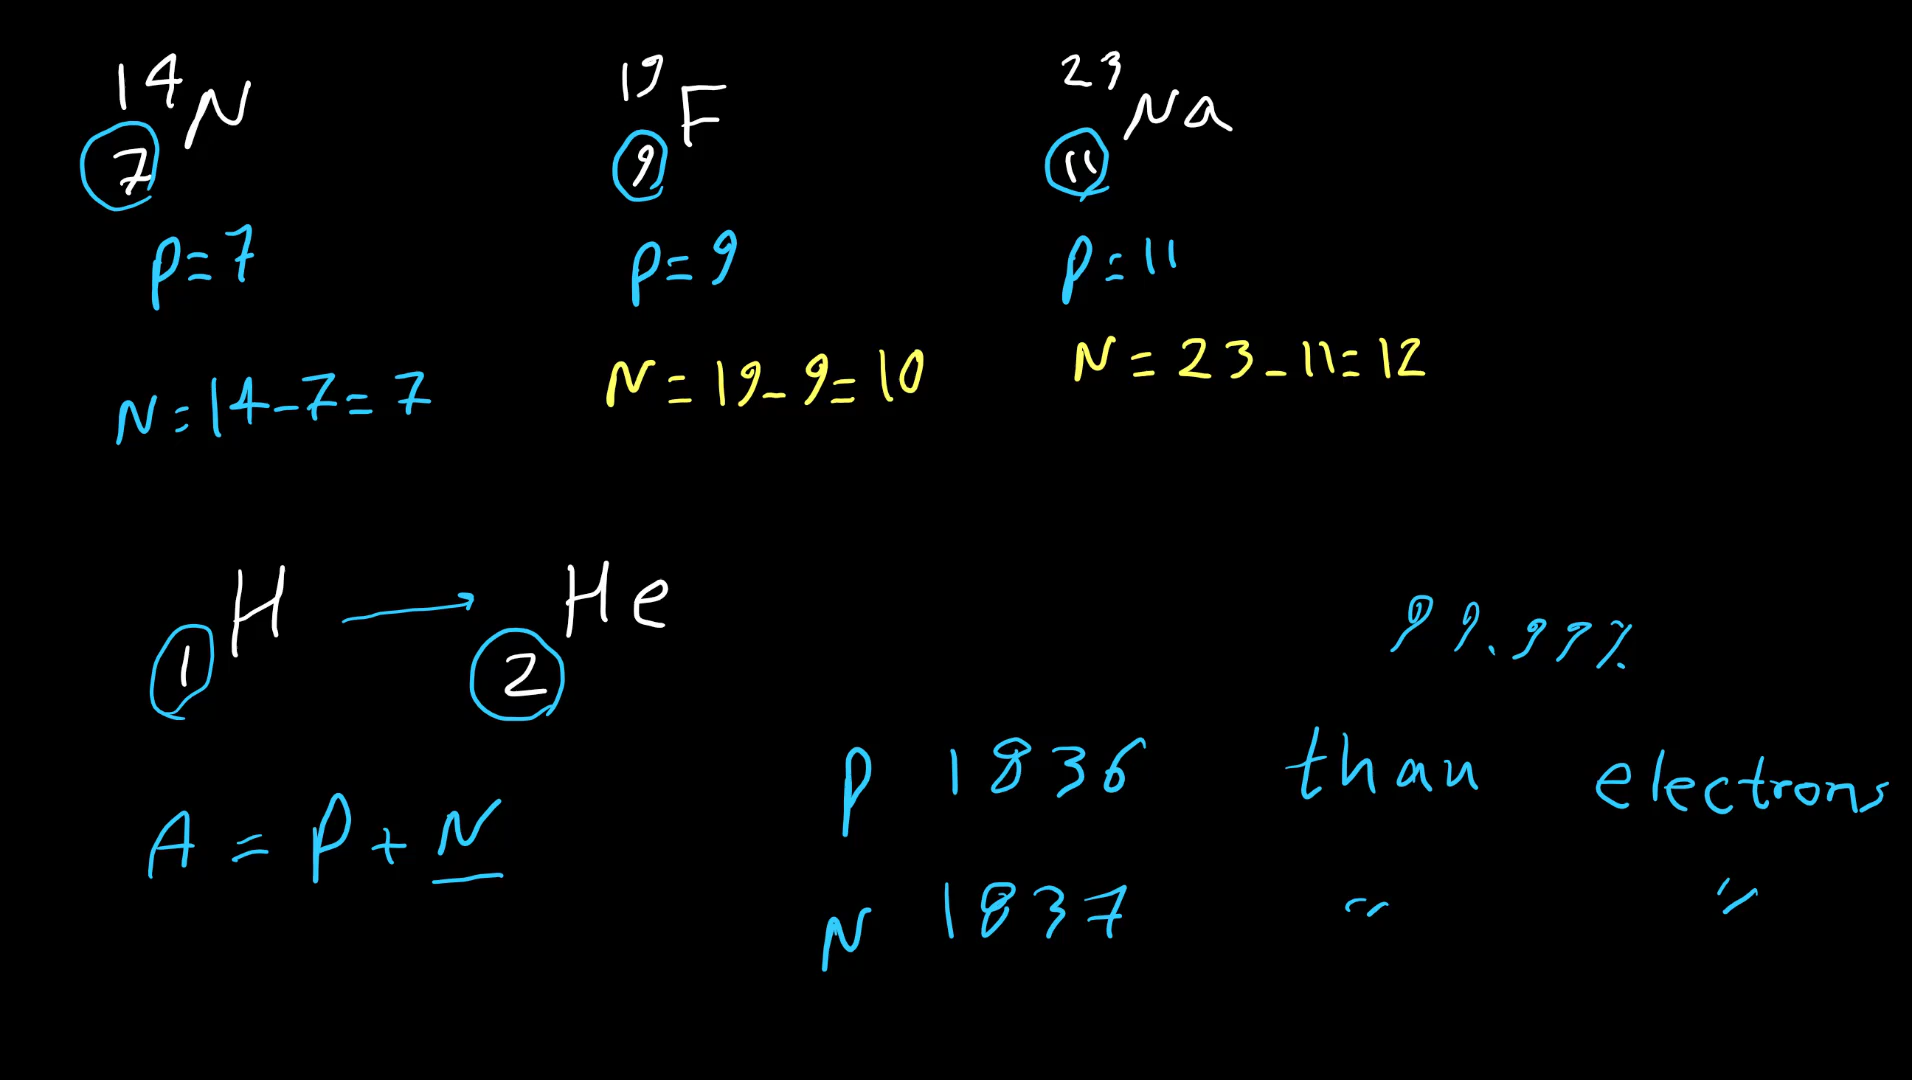 14 N 19 F 23 Na
7 9 11
P=7 P=9 P=11
N=14-7=7 N=19-9=10 N=23-11=12
H → He
1 2
99.99%
P 1836 than electrons
A = P + N
N 1837 " "